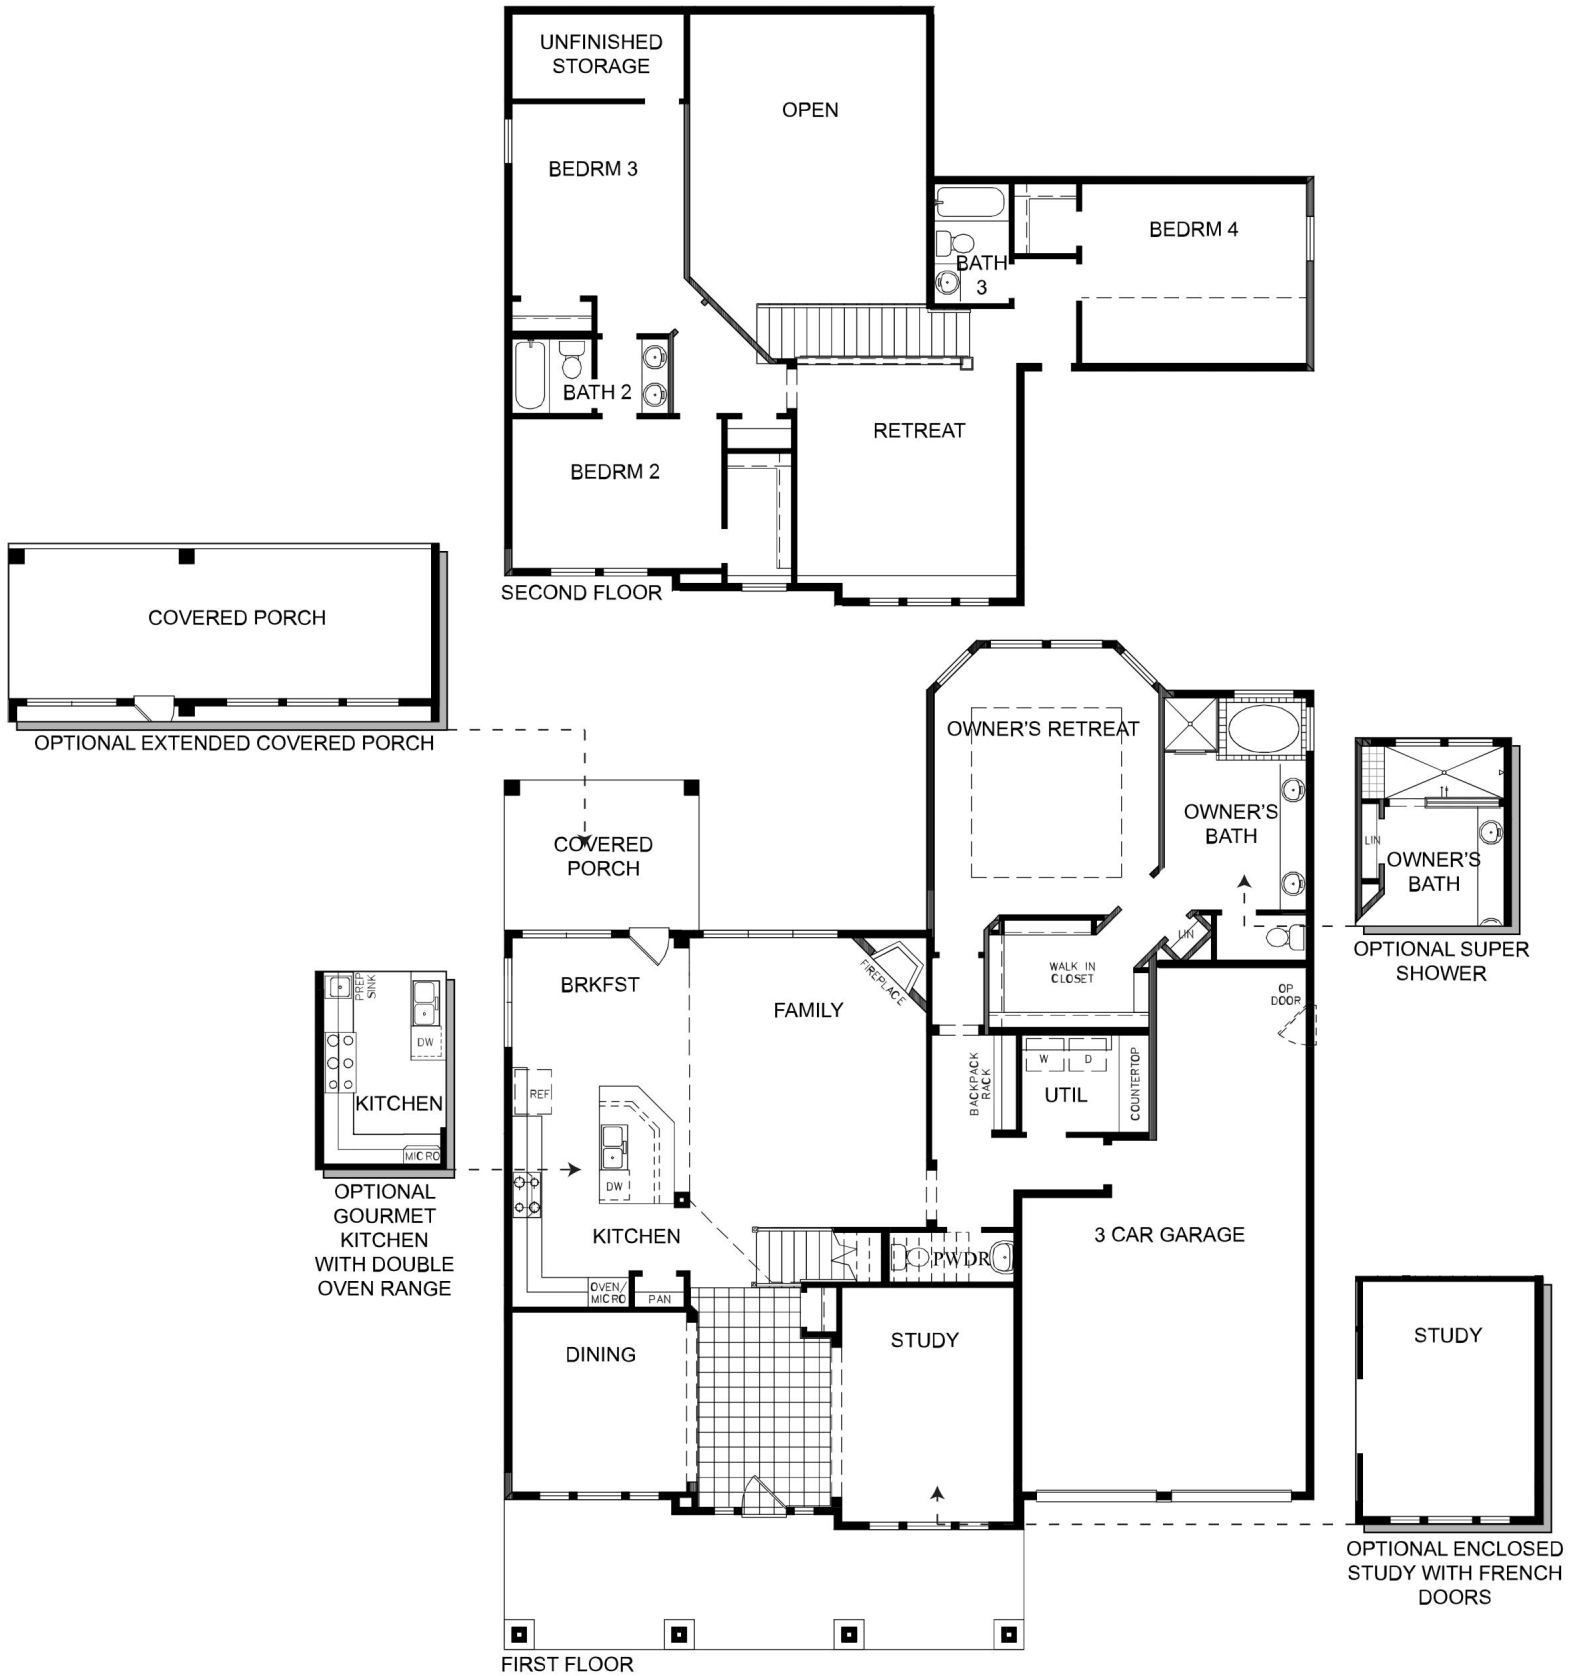 UNFINISHED
STORAGE
OPEN
BEDRM 3
BEDRM 4
BATH
3
BATH 2
RETREAT
BEDRM 2
SECOND FLOOR
COVERED PORCH
OPTIONAL EXTENDED COVERED PORCH
OWNER'S RETREAT
OWNER'S
BATH
COVERED
PORCH
LIN
OWNER'S
BATH
OPTIONAL SUPER
SHOWER
LIN
WALK IN
CLOSET
OP
DOOR
BRKFST
FIREPLACE
FAMILY
PREP
SINK
DW
KITCHEN
MICRO
OPTIONAL
GOURMET
KITCHEN
WITH DOUBLE
OVEN RANGE
REF
DW
KITCHEN
OVEN/
MICRO
PAN
BACKPACK
RACK
W
D
UTIL
COUNTERTOP
PWDR
3 CAR GARAGE
DINING
STUDY
STUDY
OPTIONAL ENCLOSED
STUDY WITH FRENCH
DOORS
FIRST FLOOR